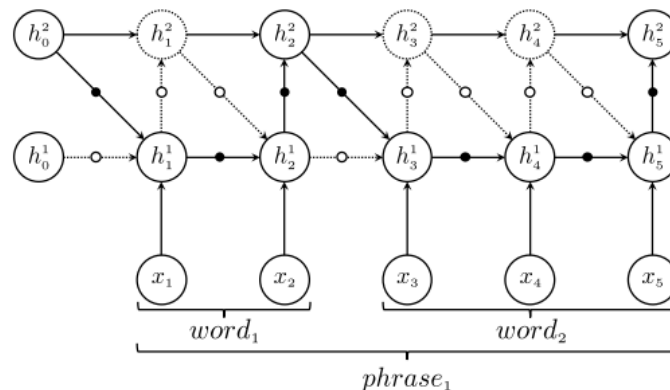 h_0^2 h_1^2 h_2^2 h_3^2 h_4^2 h_5^2
h_0^1 h_1^1 h_2^1 h_3^1 h_4^1 h_5^1
x_1 x_2 x_3 x_4 x_5
word_1 word_2
phrase_1